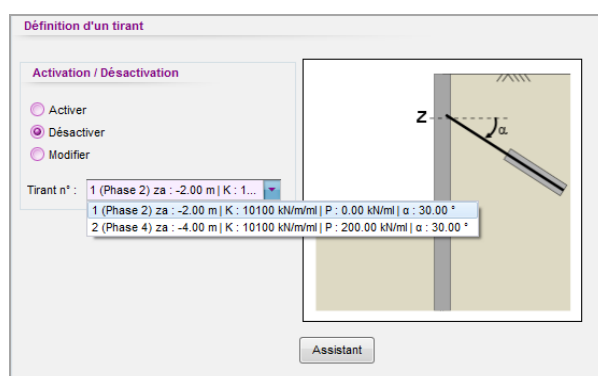 Définition d'un tirant
Activation / Désactivation
Activer
Désactiver
Modifier
Tirant n° : 1 (Phase 2) za : -2.00 m | K : 1...
1 (Phase 2) za : -2.00 m | K : 10100 kN/m/ml | P : 0.00 kN/ml | α : 30.00 °
2 (Phase 4) za : -4.00 m | K : 10100 kN/m/ml | P : 200.00 kN/ml | α : 30.00 °
Z
α
Assistant